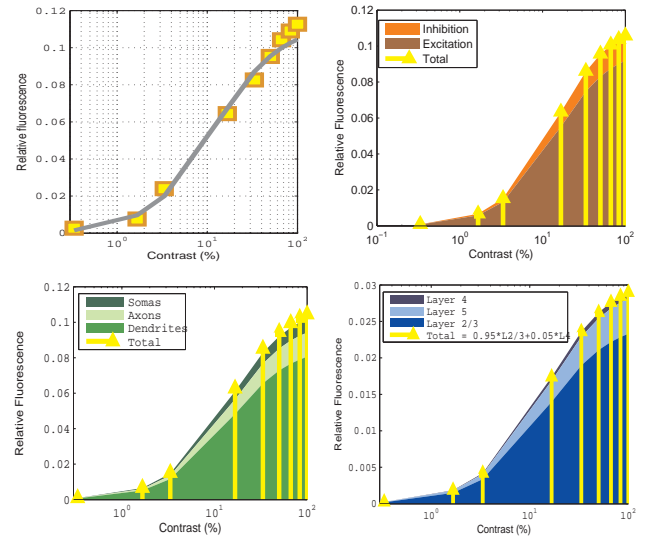 0.12
0.1
0.08
0.06
0.04
0.02
0
Relative fluorescence
10^0
10^1
10^2
Contrast (%)
Inhibition
Excitation
Total
0.12
0.1
0.08
0.06
0.04
0.02
0
Relative Fluorescence
10^-1
10^0
10^1
10^2
Contrast (%)
Somas
Axons
Dendrites
Total
0.12
0.1
0.08
0.06
0.04
0.02
0
Relative Fluorescence
10^0
10^1
10^2
Contrast (%)
Layer 4
Layer 5
Layer 2/3
Total = 0.95*L2/3+0.05*L4
0.03
0.025
0.02
0.015
0.01
0.005
0
Relative Fluorescence
10^0
10^1
10^2
Contrast (%)